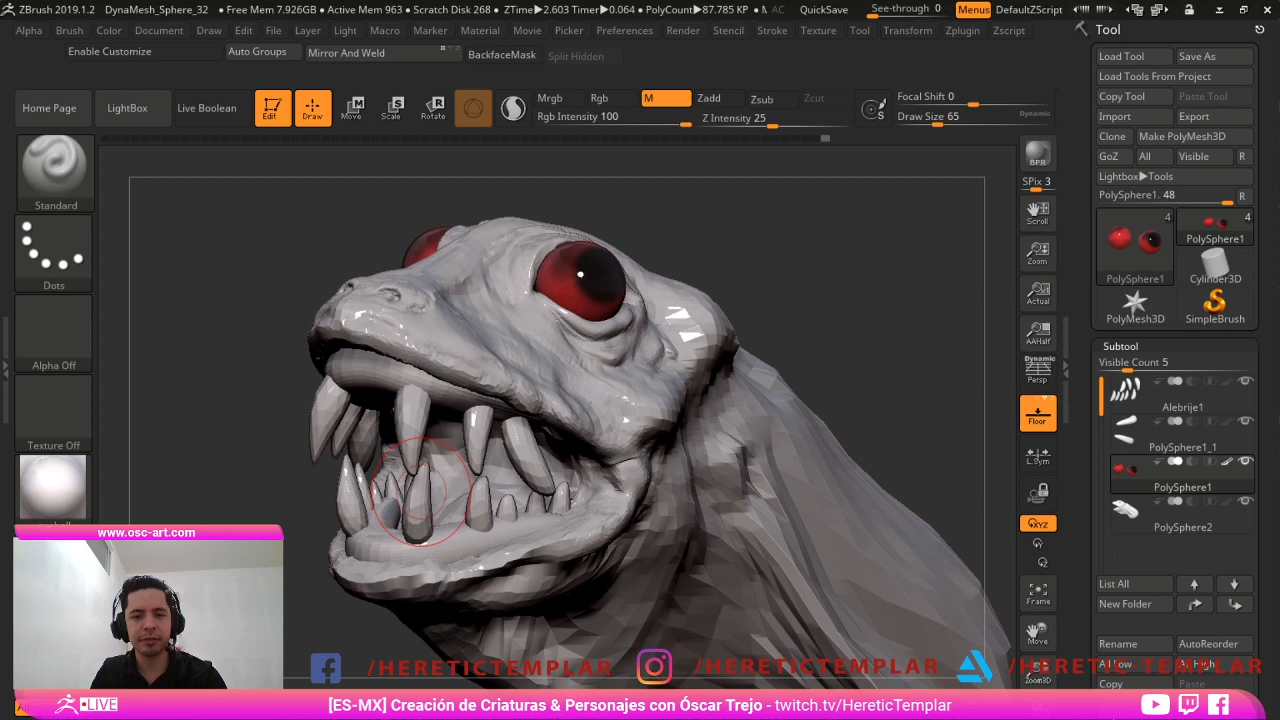 ZBrush 2019.1.2 DynaMesh_Sphere_32 • Free Mem 7.926GB • Active Mem 963 • Scratch Disk 268 • ZTime▶2.603 Timer▶0.064 • PolyCount▶87.785 KP • M AC QuickSave See-through 0 Menus DefaultZScript
Alpha Brush Color Document Draw Edit File Layer Light Macro Marker Material Movie Picker Preferences Render Stencil Stroke Texture Tool Transform Zplugin Zscript
Enable Customize Auto Groups Mirror And Weld BackfaceMask Split Hidden
Home Page LightBox Live Boolean Edit Draw Move Scale Rotate
Mrgb Rgb M Zadd Zsub Zcut
Rgb Intensity 100 Z Intensity 25
Focal Shift 0
Draw Size 65 Dynamic
Standard
Dots
Alpha Off
Texture Off
BPR
SPix 3
Scroll
Zoom
Actual
AAHalf
Dynamic
Persp
Floor
L.Sym
XYZ
Frame
Move
Zoom3D
Tool
Load Tool Save As
Load Tools From Project
Copy Tool Paste Tool
Import Export
Clone Make PolyMesh3D
GoZ All Visible R
Lightbox▶Tools
PolySphere1. 48 R
4 4
PolySphere1
PolySphere1 Cylinder3D
PolyMesh3D SimpleBrush
Subtool
Visible Count 5
Alebrije1
PolySphere1_1
PolySphere1
PolySphere2
List All
New Folder
Rename AutoReorder
Copy Paste
www.osc-art.com
/HERETICTEMPLAR /HERETICTEMPLAR /HERETIC-TEMPLAR
LIVE [ES-MX] Creación de Criaturas & Personajes con Óscar Trejo - twitch.tv/HereticTemplar